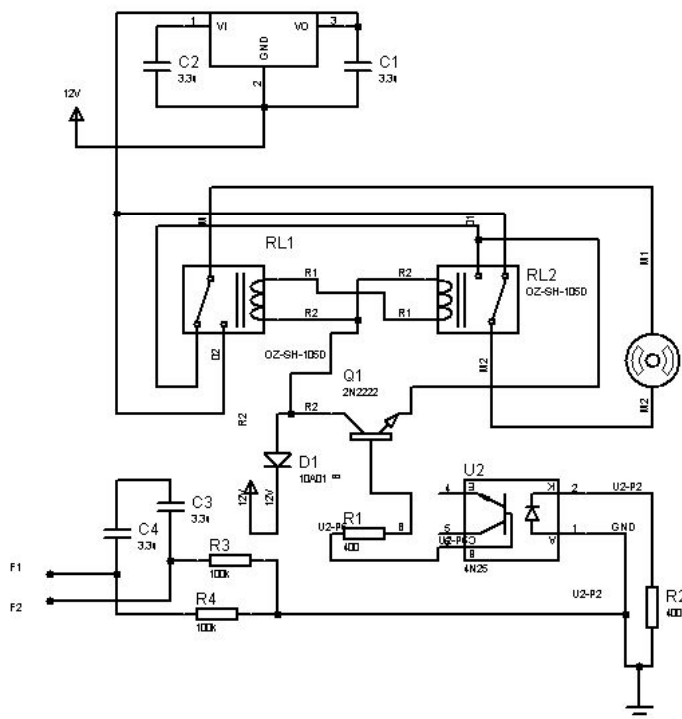 1
VI
VO
3
GND
2
C2
3.3u
C1
3.3u
12V
M
D1
RL1
R1
R2
R2
R1
RL2
OZ-SH-105D
M1
D2
OZ-SH-105D
M2
M2
Q1
2N2222
R2
R2
D1
10A01
12V
12V
U2
C3
3.3u
C4
3.3u
R1
400
B
4
E
K
2
U2-P2
5
C
1
GND
A
B
4N25
F1
F2
R3
100k
R4
100k
U2-P2
R2
400